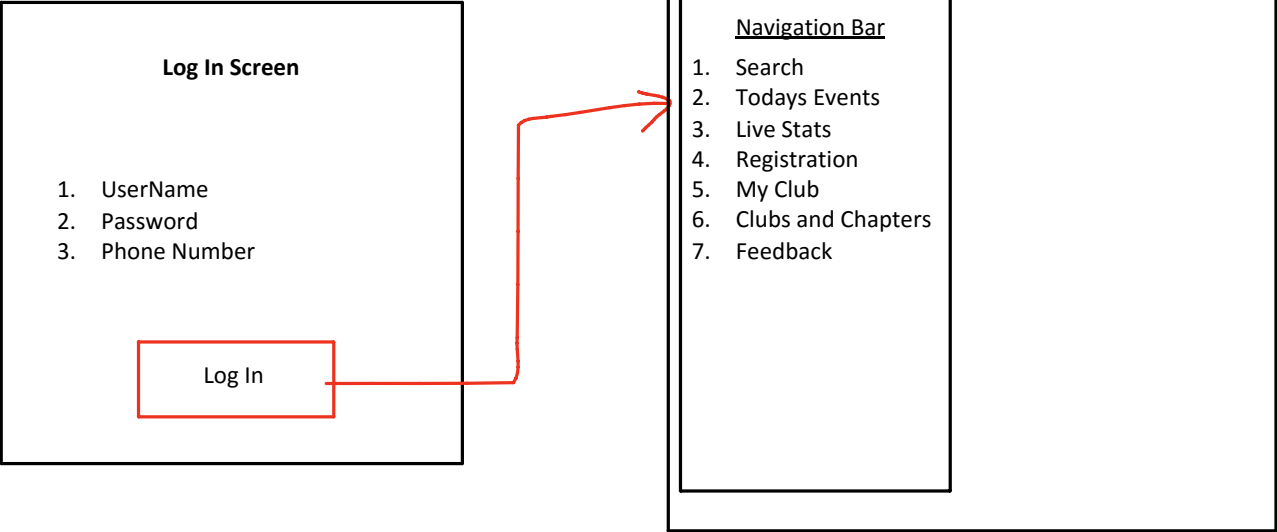 Log In Screen
1. UserName
2. Password
3. Phone Number
Log In
Navigation Bar
1. Search
2. Todays Events
3. Live Stats
4. Registration
5. My Club
6. Clubs and Chapters
7. Feedback